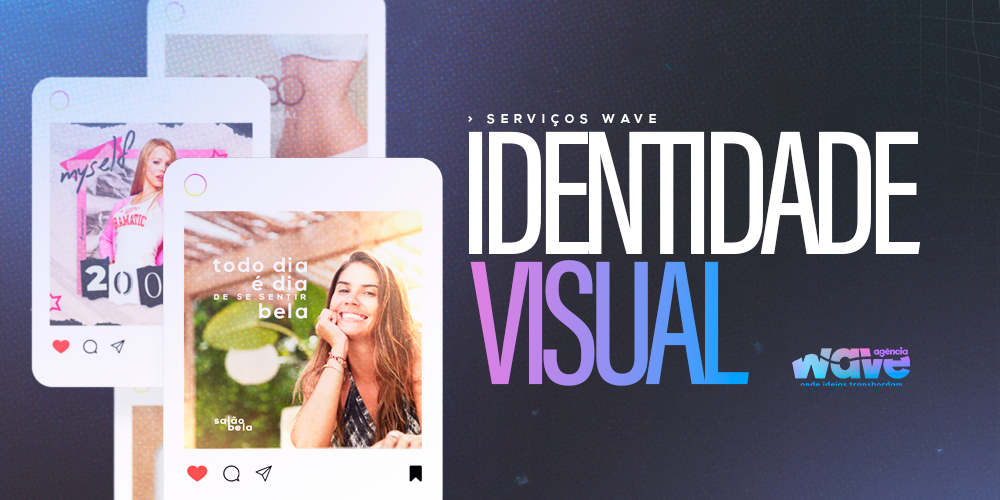 › SERVIÇOS WAVE
IDENTIDADE
VISUAL
agência
wave
onde ideias transbordam
myself
DRAMATIC
200
todo dia
é dia
DE SE SENTIR
bela
salão
bela